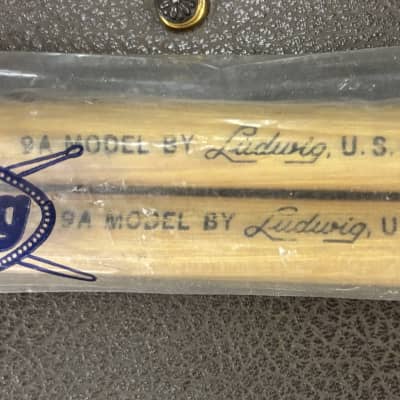 9A MODEL BY Ludwig, U.S.
g
9A MODEL BY Ludwig, U